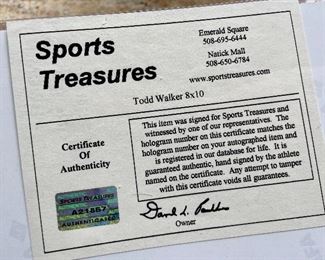 Sports
Treasures
Emerald Square
508-695-6444
Natick Mall
508-650-6784
www.sportstreasures.com
Todd Walker 8x10
Certificate
Of
Authenticity
This item was signed for Sports Treasures and
witnessed by one of our representatives. The
hologram number on this certificate matches the
hologram number on your autographed item and
is registered in our database for life. It is
guaranteed authentic, hand signed by the athlete
named on the certificate. Any attempt to tamper
with this certificate voids all guarantees.
SPORTS TREASURES
A21887
AUTHENTICATED
Owner